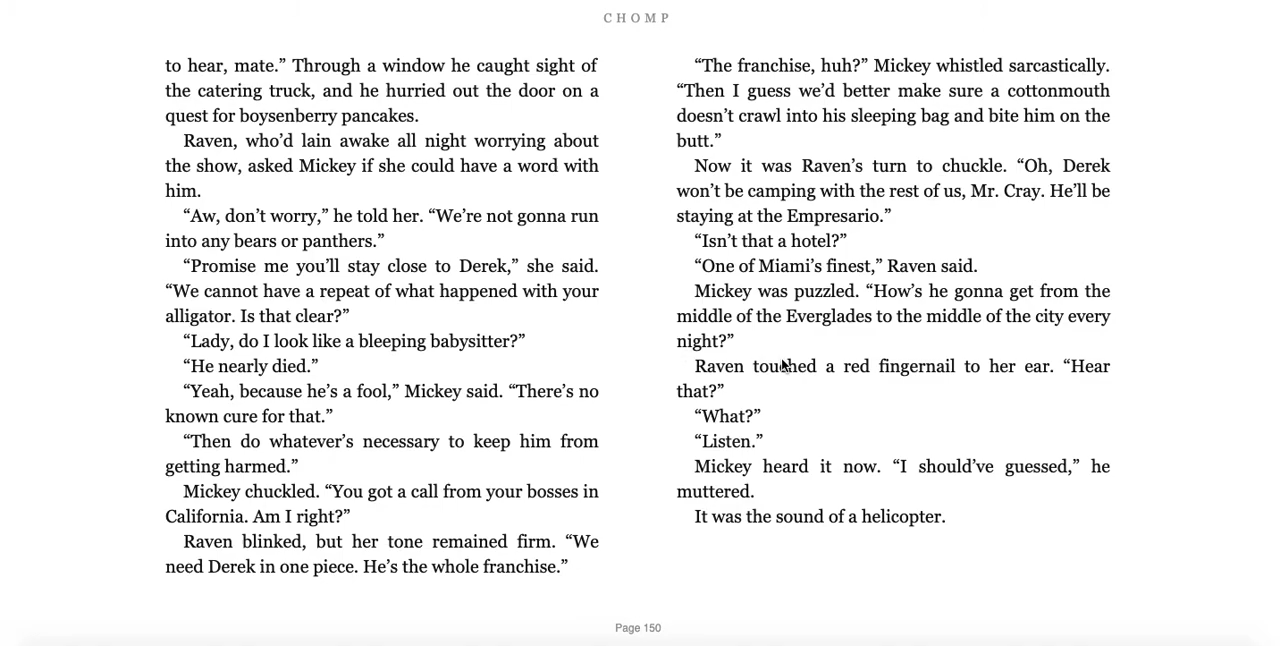 CHOMP
to hear, mate.” Through a window he caught sight of
the catering truck, and he hurried out the door on a
quest for boysenberry pancakes.
Raven, who’d lain awake all night worrying about
the show, asked Mickey if she could have a word with
him.
“Aw, don’t worry,” he told her. “We’re not gonna run
into any bears or panthers.”
“Promise me you’ll stay close to Derek,” she said.
“We cannot have a repeat of what happened with your
alligator. Is that clear?”
“Lady, do I look like a bleeping babysitter?”
“He nearly died.”
“Yeah, because he’s a fool,” Mickey said. “There’s no
known cure for that.”
“Then do whatever’s necessary to keep him from
getting harmed.”
Mickey chuckled. “You got a call from your bosses in
California. Am I right?”
Raven blinked, but her tone remained firm. “We
need Derek in one piece. He’s the whole franchise.”
“The franchise, huh?” Mickey whistled sarcastically.
“Then I guess we’d better make sure a cottonmouth
doesn’t crawl into his sleeping bag and bite him on the
butt.”
Now it was Raven’s turn to chuckle. “Oh, Derek
won’t be camping with the rest of us, Mr. Cray. He’ll be
staying at the Empresario.”
“Isn’t that a hotel?”
“One of Miami’s finest,” Raven said.
Mickey was puzzled. “How’s he gonna get from the
middle of the Everglades to the middle of the city every
night?”
Raven touched a red fingernail to her ear. “Hear
that?”
“What?”
“Listen.”
Mickey heard it now. “I should’ve guessed,” he
muttered.
It was the sound of a helicopter.
Page 150